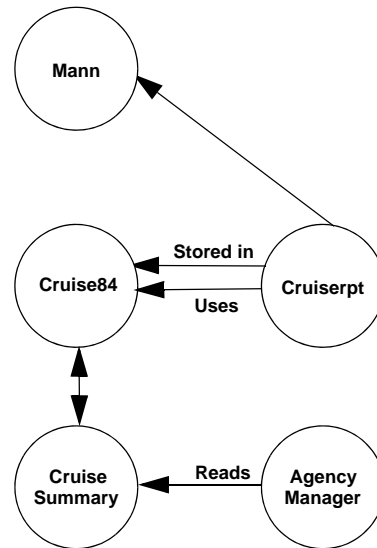 Mann
Stored in
Cruise84
Cruiserpt
Uses
Cruise
Summary
Reads
Agency
Manager